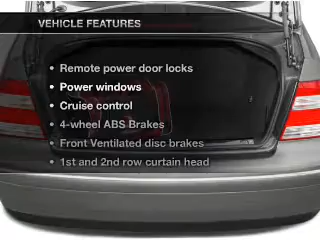 VEHICLE FEATURES
• Remote power door locks
• Power windows
• Cruise control
• 4-wheel ABS Brakes
• Front Ventilated disc brakes
• 1st and 2nd row curtain head